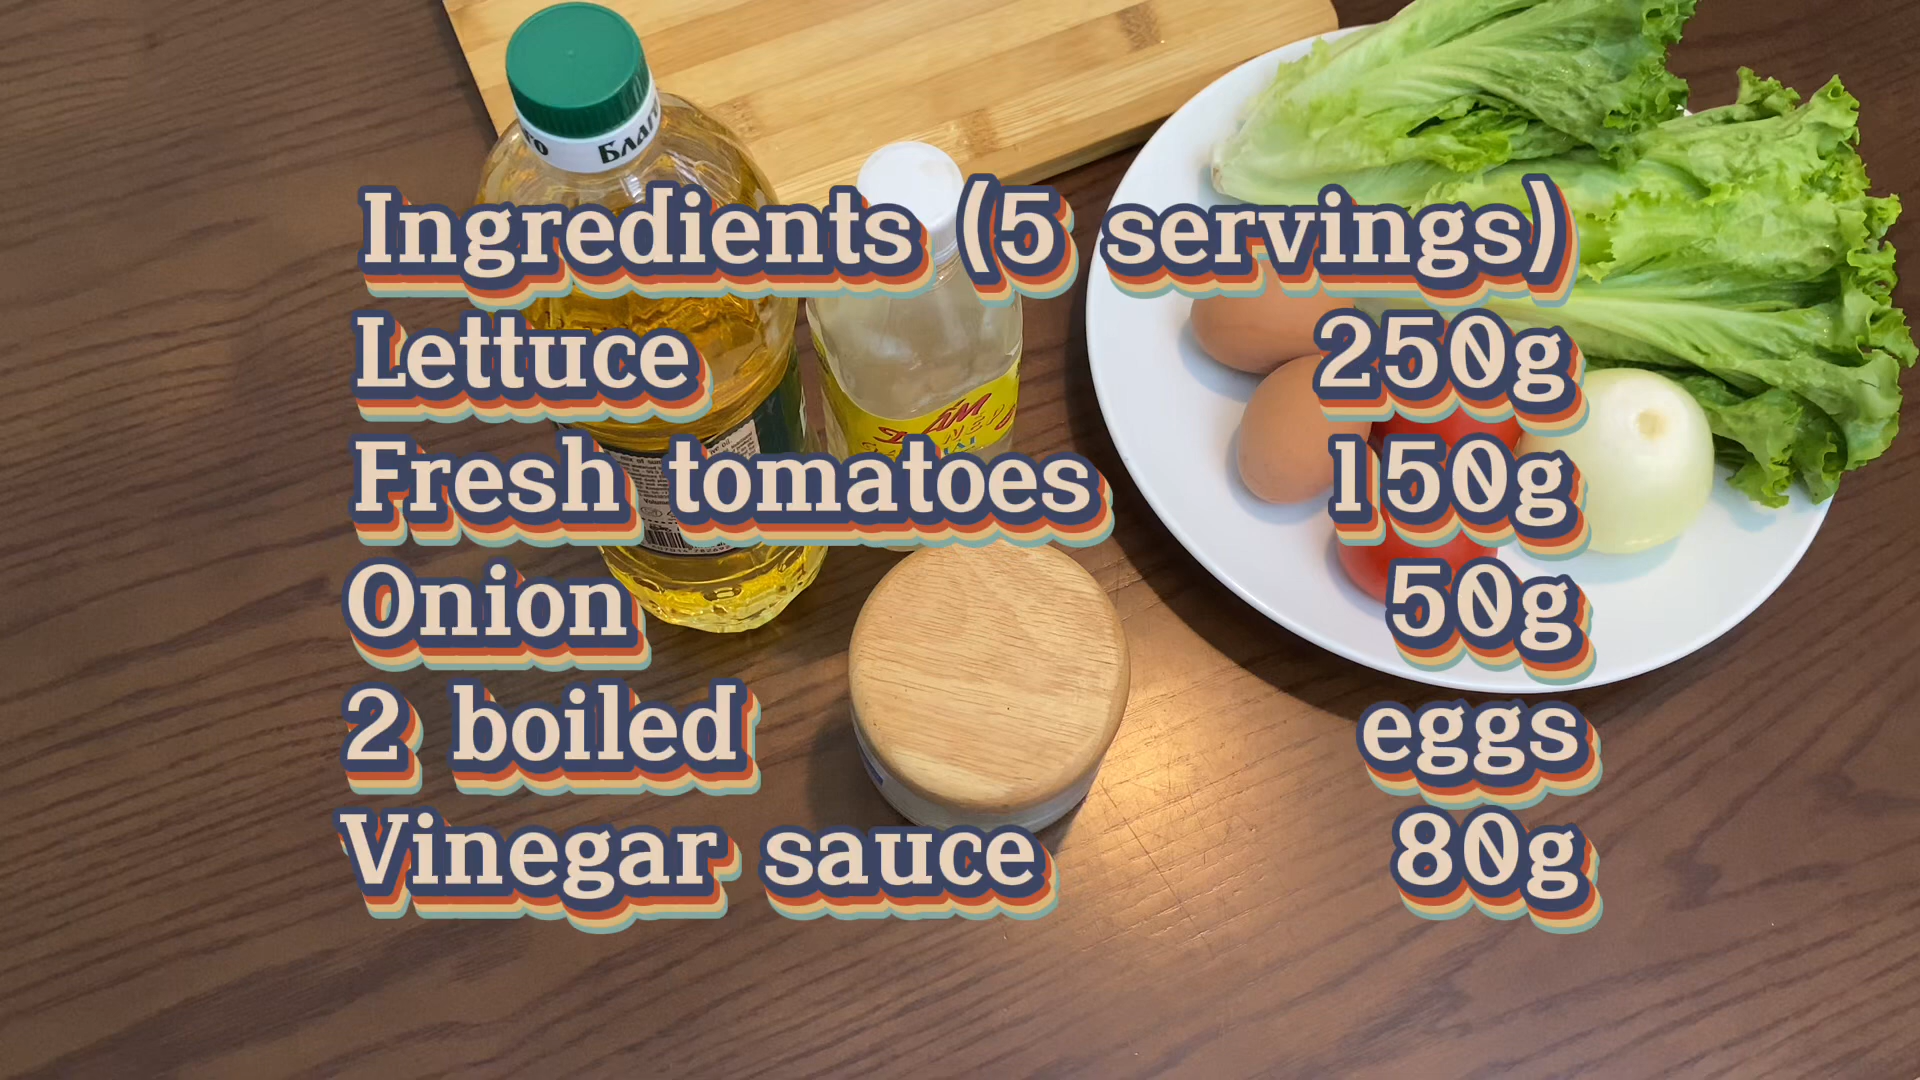 Ingredients (5 servings)
Lettuce 250g
Fresh tomatoes 150g
Onion 50g
2 boiled eggs
Vinegar sauce 80g